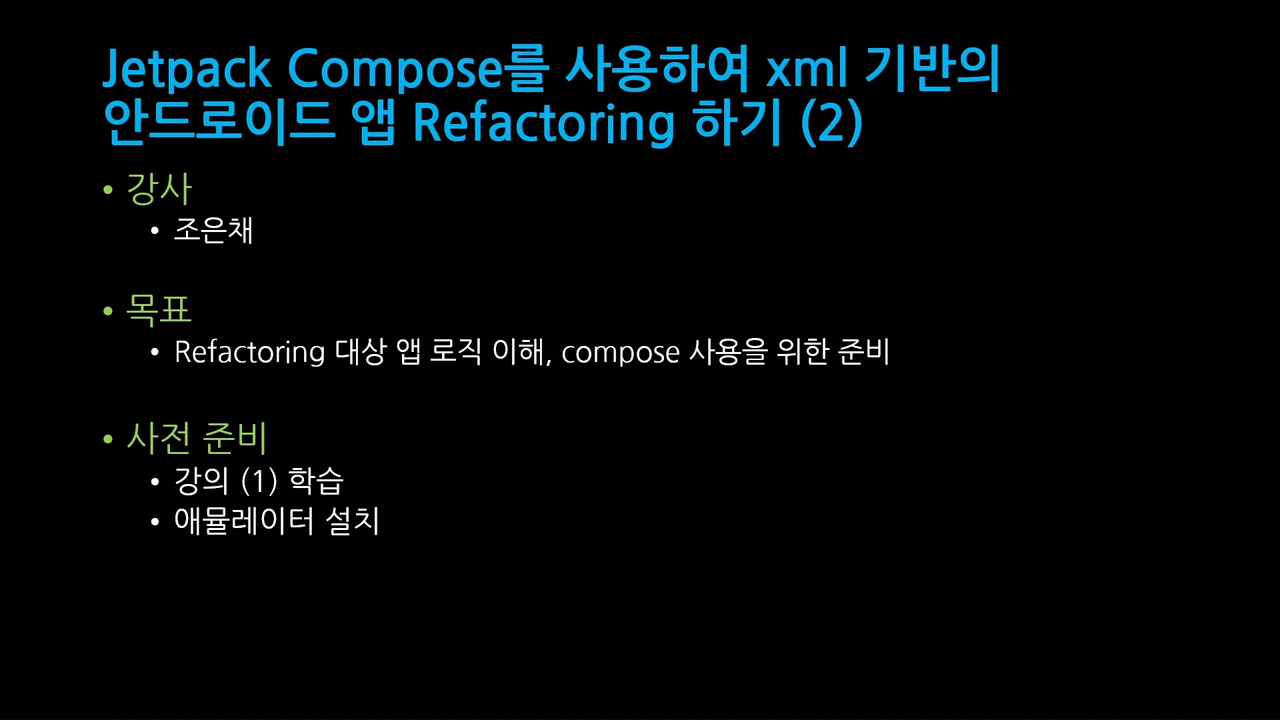 Jetpack Compose를 사용하여 xml 기반의
안드로이드 앱 Refactoring 하기 (2)
• 강사
• 조은채
• 목표
• Refactoring 대상 앱 로직 이해, compose 사용을 위한 준비
• 사전 준비
• 강의 (1) 학습
• 애뮬레이터 설치